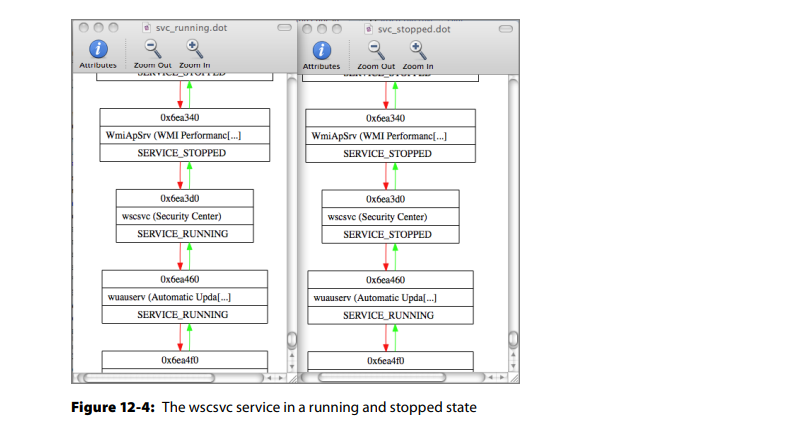 svc_running.dot
Attributes
Zoom Out
Zoom In
SERVICE_STOPPED
0x6ea340
WmiApSrv (WMI Performanc[...]
SERVICE_STOPPED
0x6ea3d0
wscsvc (Security Center)
SERVICE_RUNNING
0x6ea460
wuauserv (Automatic Upda[...]
SERVICE_RUNNING
0x6ea4f0
svc_stopped.dot
Attributes
Zoom Out
Zoom In
SERVICE_STOPPED
0x6ea340
WmiApSrv (WMI Performanc[...]
SERVICE_STOPPED
0x6ea3d0
wscsvc (Security Center)
SERVICE_STOPPED
0x6ea460
wuauserv (Automatic Upda[...]
SERVICE_RUNNING
0x6ea4f0
Figure 12-4: The wscsvc service in a running and stopped state